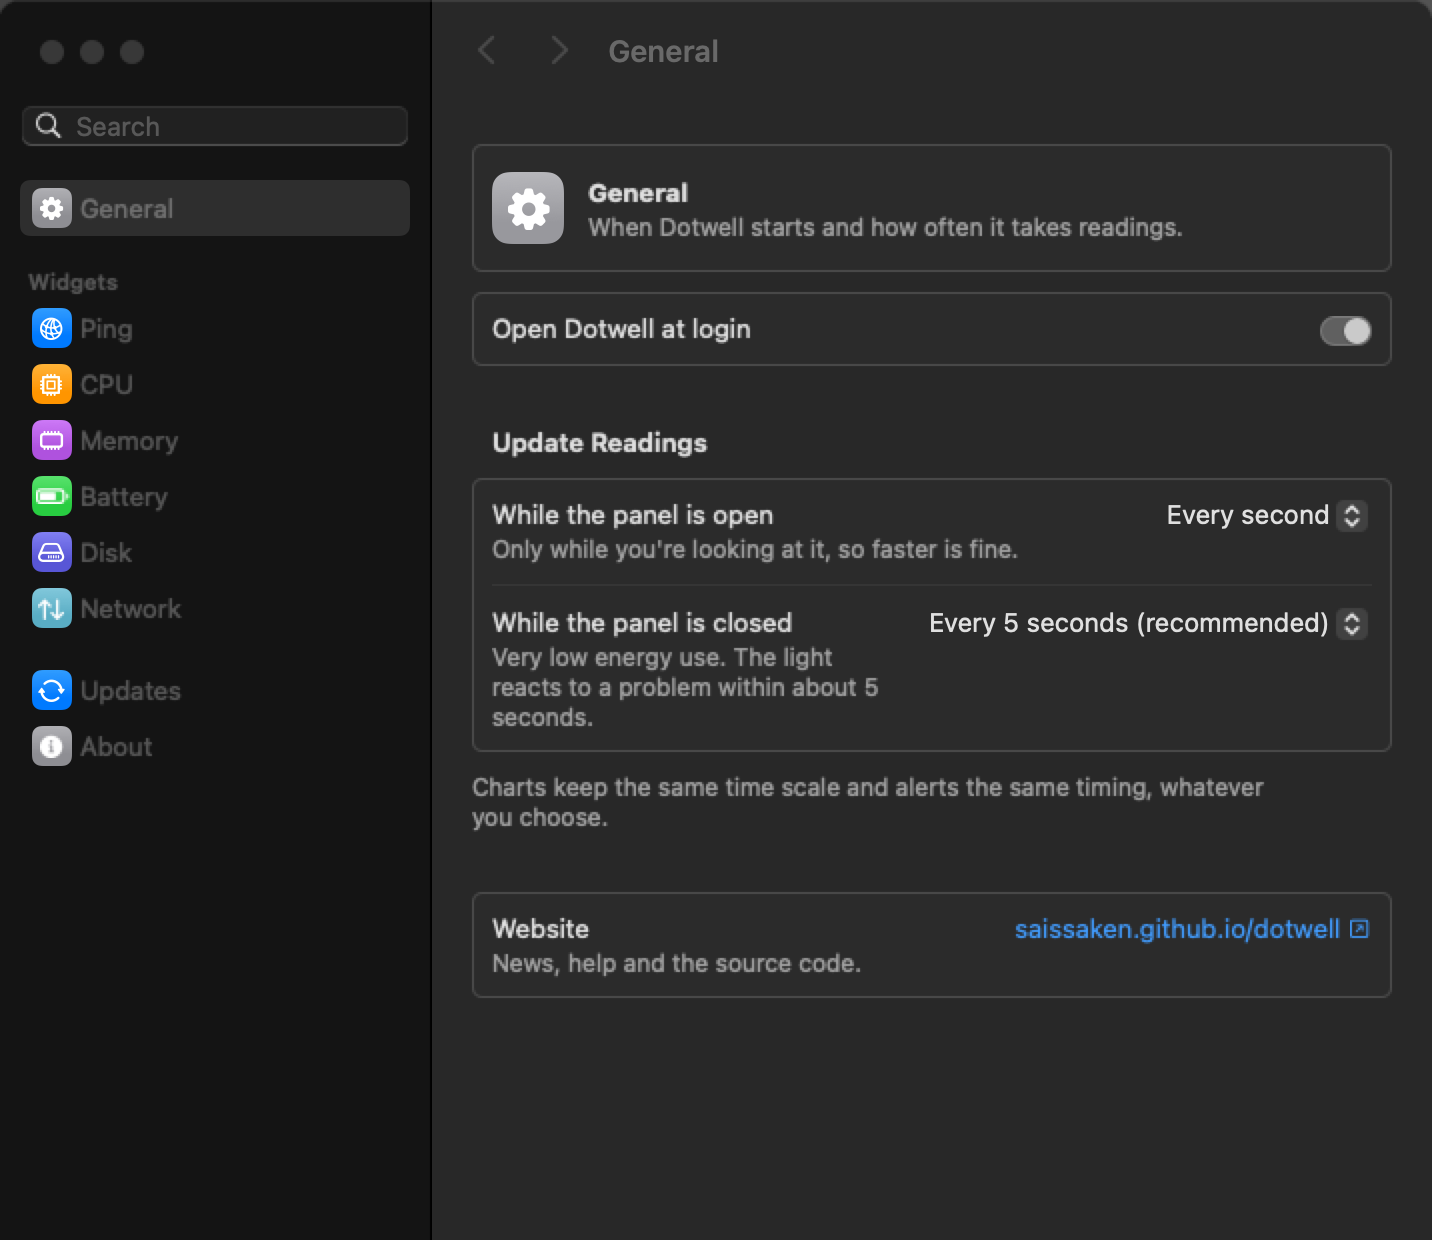 General
Search
General
Widgets
Ping
CPU
Memory
Battery
Disk
Network
Updates
About
General
When Dotwell starts and how often it takes readings.
Open Dotwell at login
Update Readings
While the panel is open
Every second
Only while you're looking at it, so faster is fine.
While the panel is closed
Every 5 seconds (recommended)
Very low energy use. The light
reacts to a problem within about 5
seconds.
Charts keep the same time scale and alerts the same timing, whatever
you choose.
Website
saissaken.github.io/dotwell
News, help and the source code.